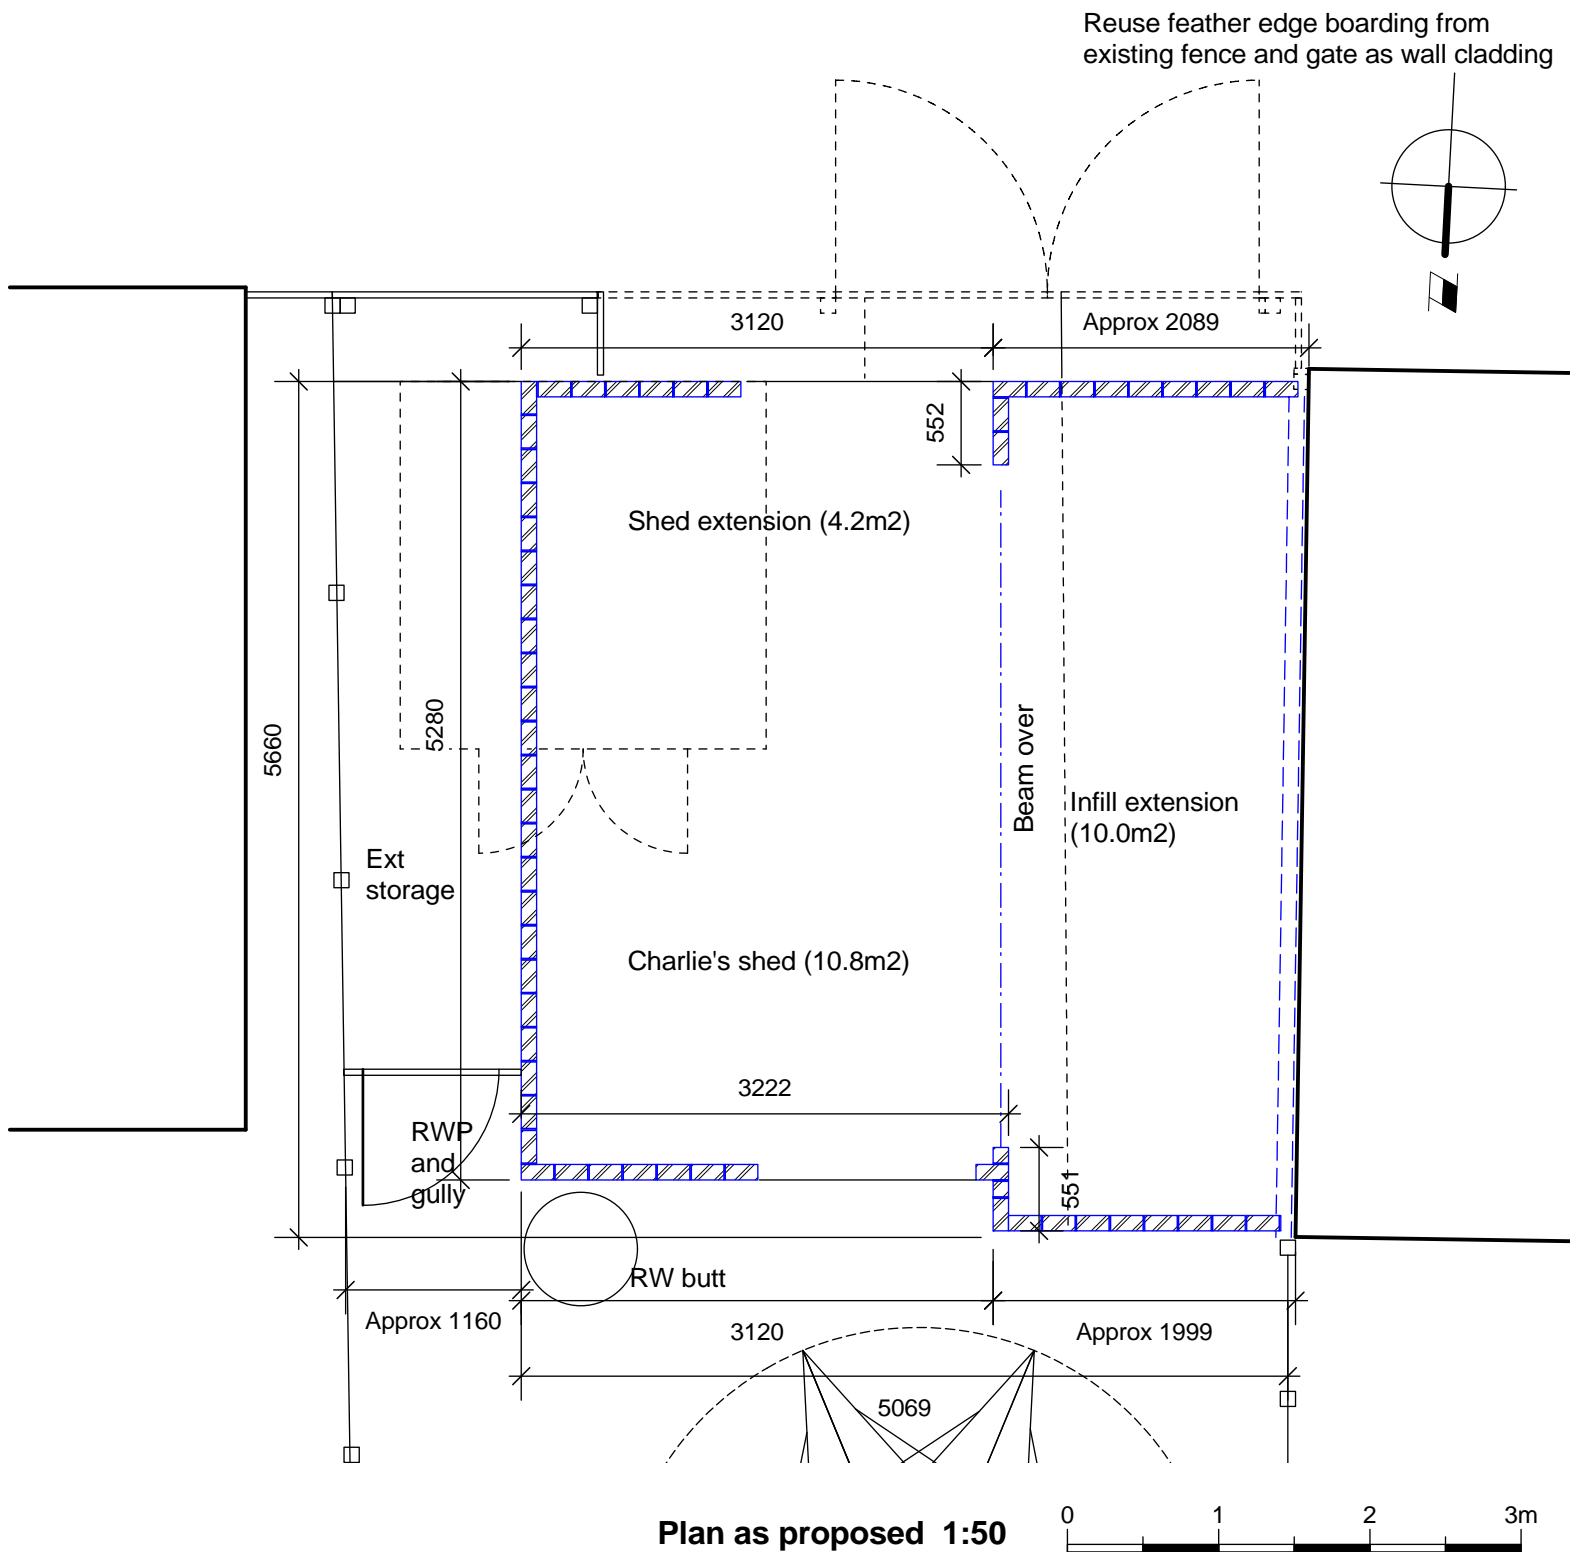 Reuse feather edge boarding from
existing fence and gate as wall cladding
3120
Approx 2089
552
Shed extension (4.2m2)
5660
5280
Beam over
Infill extension
(10.0m2)
Ext
storage
Charlie's shed (10.8m2)
3222
RWP
and
gully
551
RW butt
Approx 1160
3120
Approx 1999
5069
Plan as proposed 1:50
0 1 2 3m